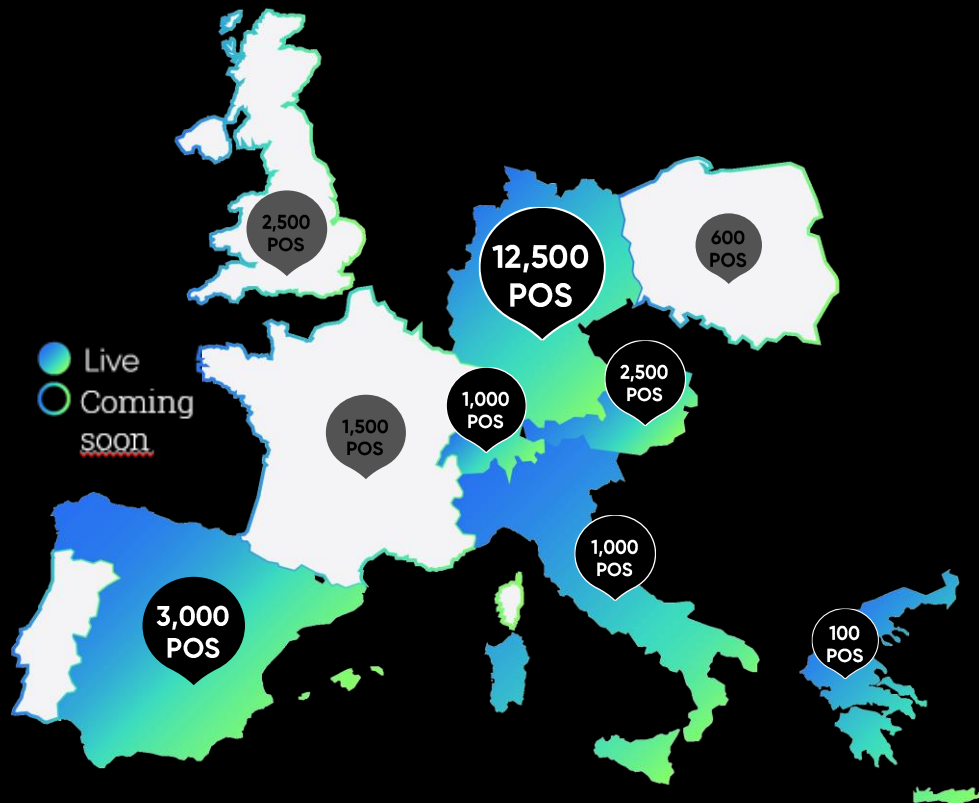 2,500
POS
12,500
POS
600
POS
Live
Coming
soon
2,500
POS
1,000
POS
1,500
POS
1,000
POS
3,000
POS
100
POS